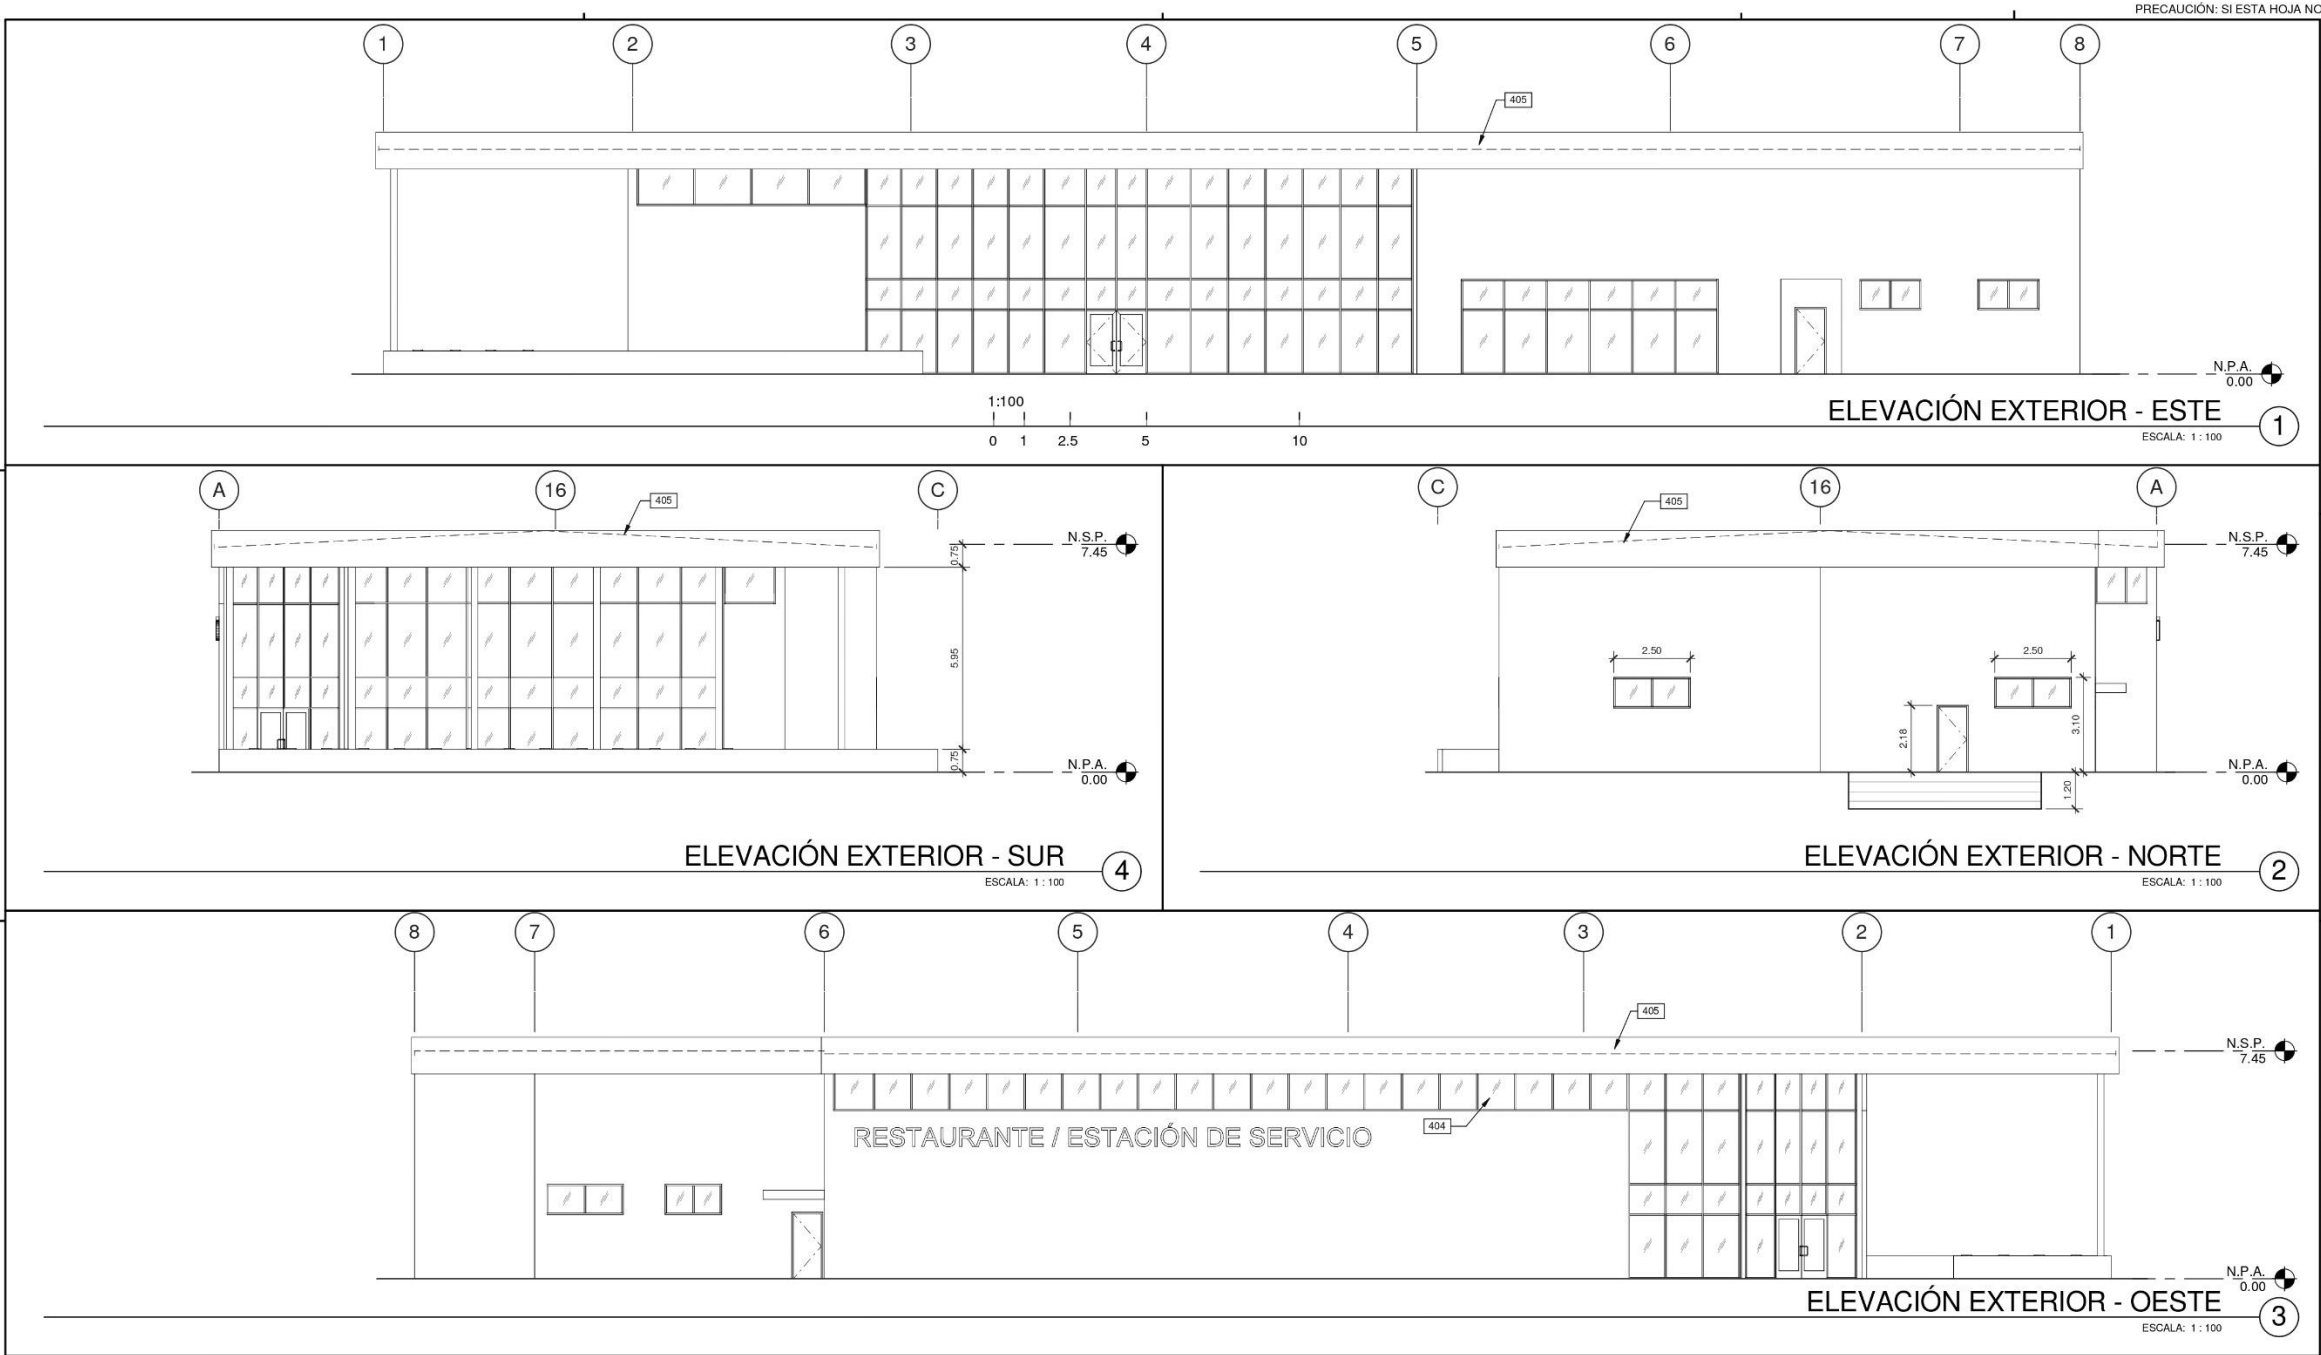 PRECAUCIÓN: SI ESTA HOJA NO
1 2 3 4 5 6 7 8
405
N.P.A.
0.00
1:100
0 1 2.5 5 10
ELEVACIÓN EXTERIOR - ESTE
1
ESCALA: 1 : 100
A 16 C
405
N.S.P.
7.45
0.75
5.95
0.75
N.P.A.
0.00
ELEVACIÓN EXTERIOR - SUR
4
ESCALA: 1 : 100
C 16 A
405
N.S.P.
7.45
2.50
2.50
2.18
3.10
N.P.A.
0.00
1.20
ELEVACIÓN EXTERIOR - NORTE
2
ESCALA: 1 : 100
8 7 6 5 4 3 2 1
405
N.S.P.
7.45
404
RESTAURANTE / ESTACIÓN DE SERVICIO
N.P.A.
0.00
ELEVACIÓN EXTERIOR - OESTE
3
ESCALA: 1 : 100